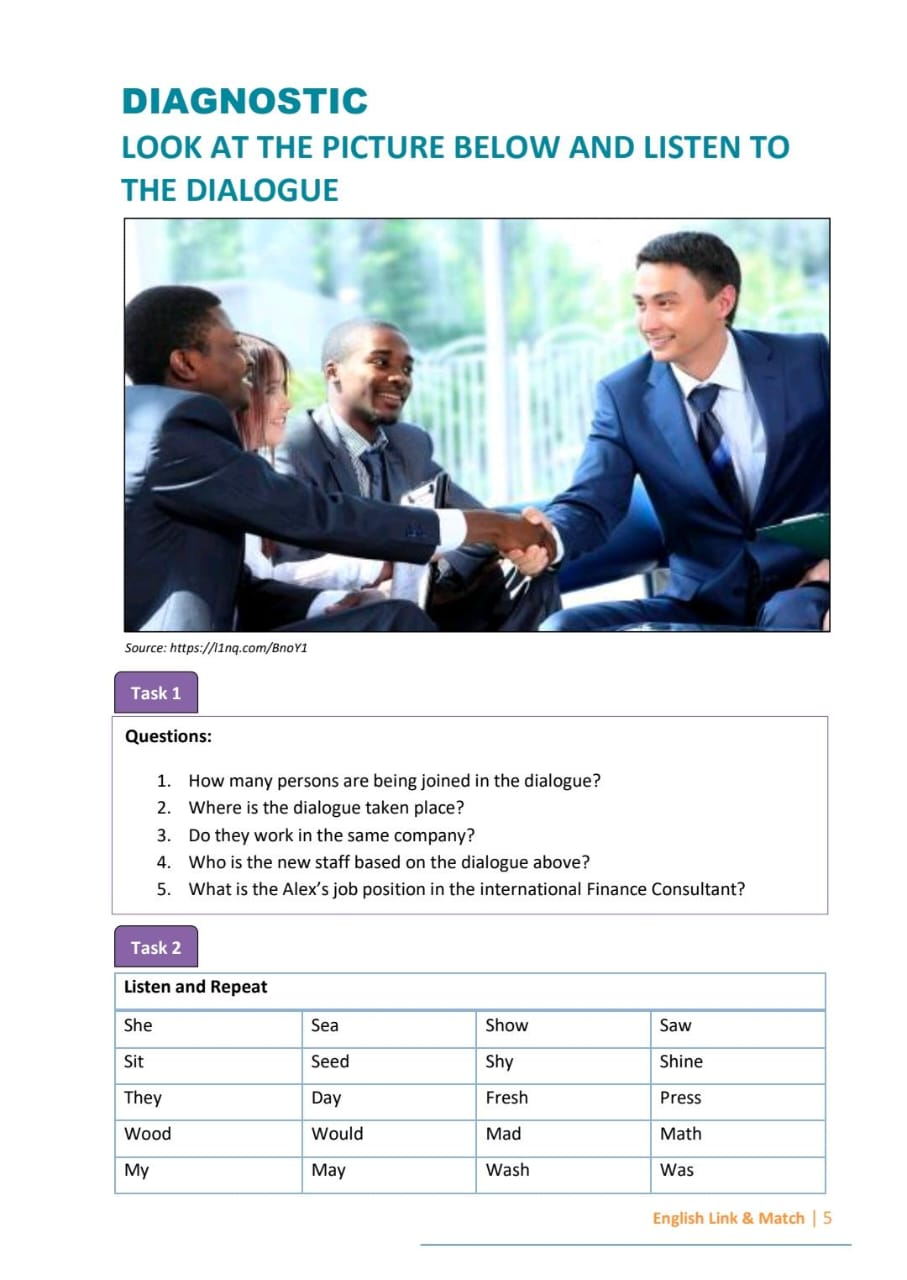 DIAGNOSTIC
LOOK AT THE PICTURE BELOW AND LISTEN TO
THE DIALOGUE
Source: https://l1nq.com/BnoY1
Task 1
Questions:
1. How many persons are being joined in the dialogue?
2. Where is the dialogue taken place?
3. Do they work in the same company?
4. Who is the new staff based on the dialogue above?
5. What is the Alex’s job position in the international Finance Consultant?
Task 2
Listen and Repeat
She Sea Show Saw
Sit Seed Shy Shine
They Day Fresh Press
Wood Would Mad Math
My May Wash Was
English Link & Match | 5